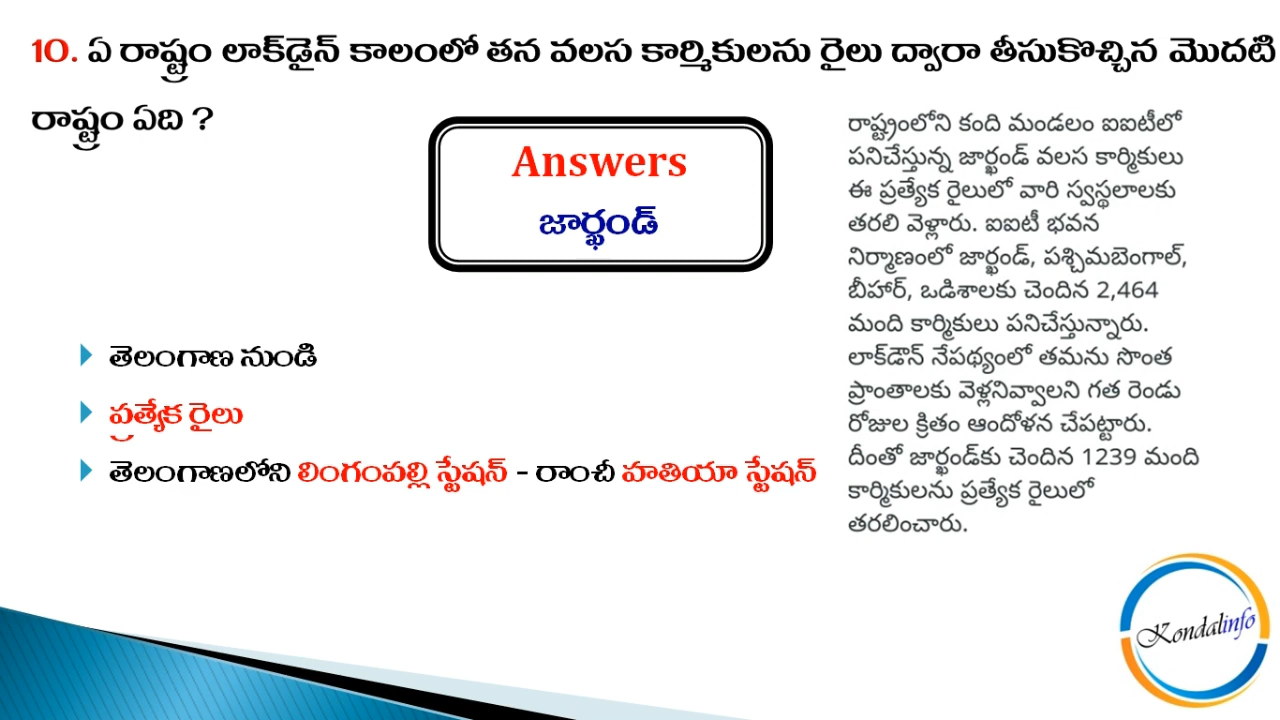 10. ఏ రాష్ట్రం లాక్‌డైన్ కాలంలో తన వలస కార్మికులను రైలు ద్వారా తీసుకొచ్చిన మొదటి
రాష్ట్రం ఏది ?
Answers
జార్ఖండ్
తెలంగాణ నుండి
ప్రత్యేక రైలు
తెలంగాణలోని లింగంపల్లి స్టేషన్ - రాంచీ హతియా స్టేషన్
రాష్ట్రంలోని కంది మండలం ఐఐటీలో
పనిచేస్తున్న జార్ఖండ్ వలస కార్మికులు
ఈ ప్రత్యేక రైలులో వారి స్వస్థలాలకు
తరలి వెళ్లారు. ఐఐటీ భవన
నిర్మాణంలో జార్ఖండ్, పశ్చిమబెంగాల్,
బీహార్, ఒడిశాలకు చెందిన 2,464
మంది కార్మికులు పనిచేస్తున్నారు.
లాక్‌డౌన్ నేపథ్యంలో తమను సొంత
ప్రాంతాలకు వెళ్లనివ్వాలని గత రెండు
రోజుల క్రితం ఆందోళన చేపట్టారు.
దీంతో జార్ఖండ్‌కు చెందిన 1239 మంది
కార్మికులను ప్రత్యేక రైలులో
తరలించారు.
Kondalinfo